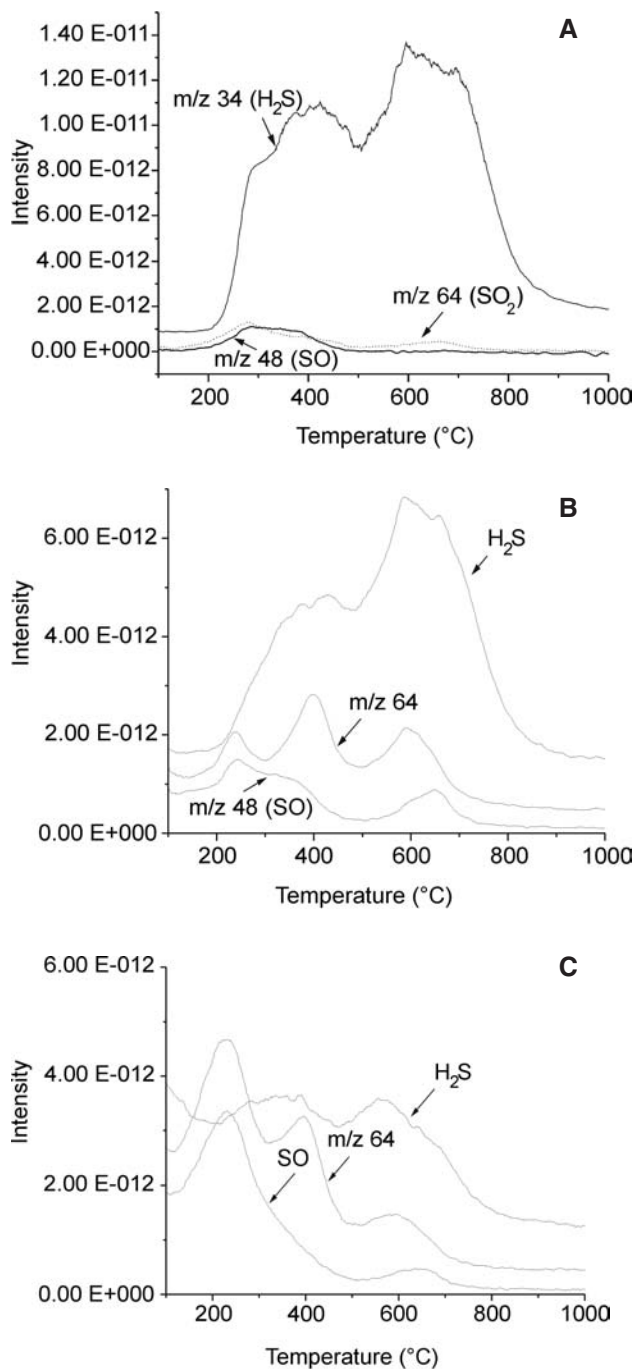 A
1.40 E-011
1.20 E-011
1.00 E-011
8.00 E-012
6.00 E-012
4.00 E-012
2.00 E-012
0.00 E+000
Intensity
m/z 34 (H₂S)
m/z 64 (SO₂)
m/z 48 (SO)
200 400 600 800 1000
Temperature (°C)
B
6.00 E-012
4.00 E-012
2.00 E-012
0.00 E+000
Intensity
H₂S
m/z 64
m/z 48 (SO)
200 400 600 800 1000
Temperature (°C)
C
6.00 E-012
4.00 E-012
2.00 E-012
0.00 E+000
Intensity
H₂S
m/z 64
SO
200 400 600 800 1000
Temperature (°C)